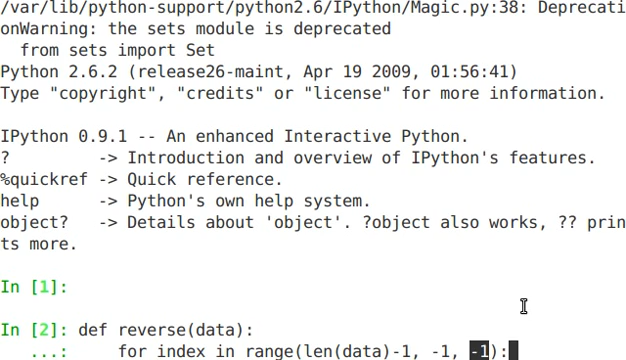 /var/lib/python-support/python2.6/IPython/Magic.py:38: Deprecati
onWarning: the sets module is deprecated
  from sets import Set
Python 2.6.2 (release26-maint, Apr 19 2009, 01:56:41)
Type "copyright", "credits" or "license" for more information.

IPython 0.9.1 -- An enhanced Interactive Python.
?         -> Introduction and overview of IPython's features.
%quickref -> Quick reference.
help      -> Python's own help system.
object?   -> Details about 'object'. ?object also works, ?? prin
ts more.

In [1]:

In [2]: def reverse(data):
   ...:     for index in range(len(data)-1, -1, -1):